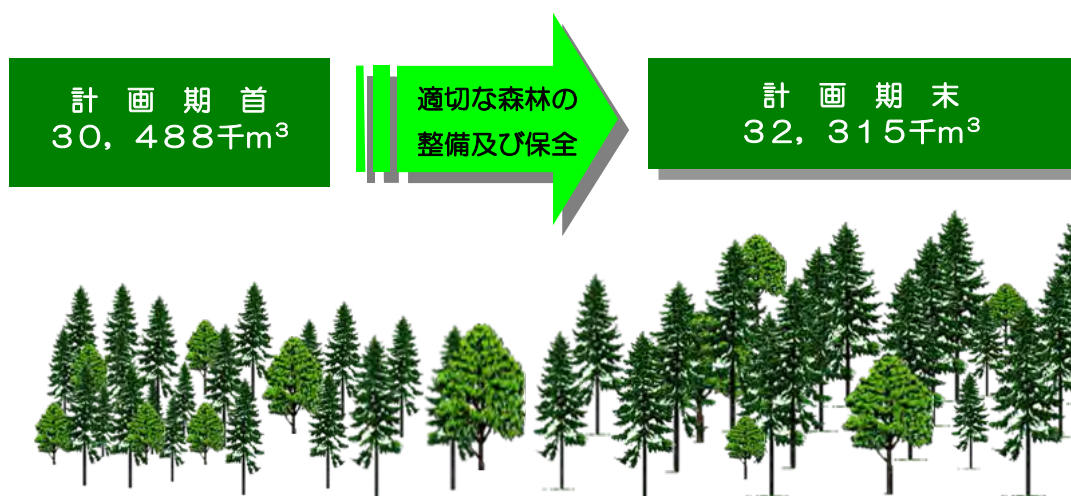 計画期首
30,488千m³
適切な森林の
整備及び保全
計画期末
32,315千m³